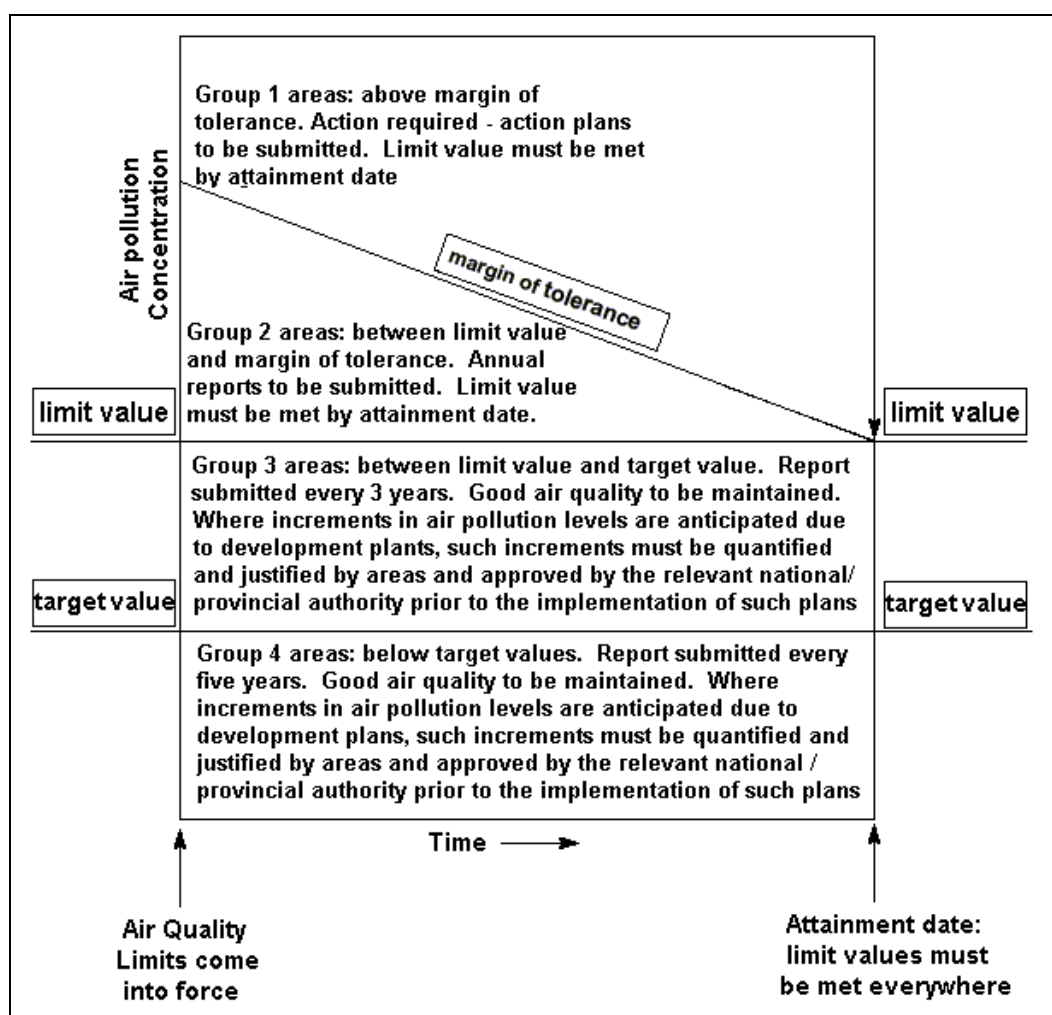 Group 1 areas: above margin of
tolerance. Action required - action plans
to be submitted. Limit value must be met
by attainment date
Air pollution
Concentration
margin of tolerance
Group 2 areas: between limit value
and margin of tolerance. Annual
reports to be submitted. Limit value
must be met by attainment date.
limit value
limit value
Group 3 areas: between limit value and target value. Report
submitted every 3 years. Good air quality to be maintained.
Where increments in air pollution levels are anticipated due
to development plants, such increments must be quantified
and justified by areas and approved by the relevant national/
provincial authority prior to the implementation of such plans
target value
target value
Group 4 areas: below target values. Report submitted every
five years. Good air quality to be maintained. Where
increments in air pollution levels are anticipated due to
development plans, such increments must be quantified and
justified by areas and approved by the relevant national /
provincial authority prior to the implementation of such plans
Time
Air Quality
Limits come
into force
Attainment date:
limit values must
be met everywhere